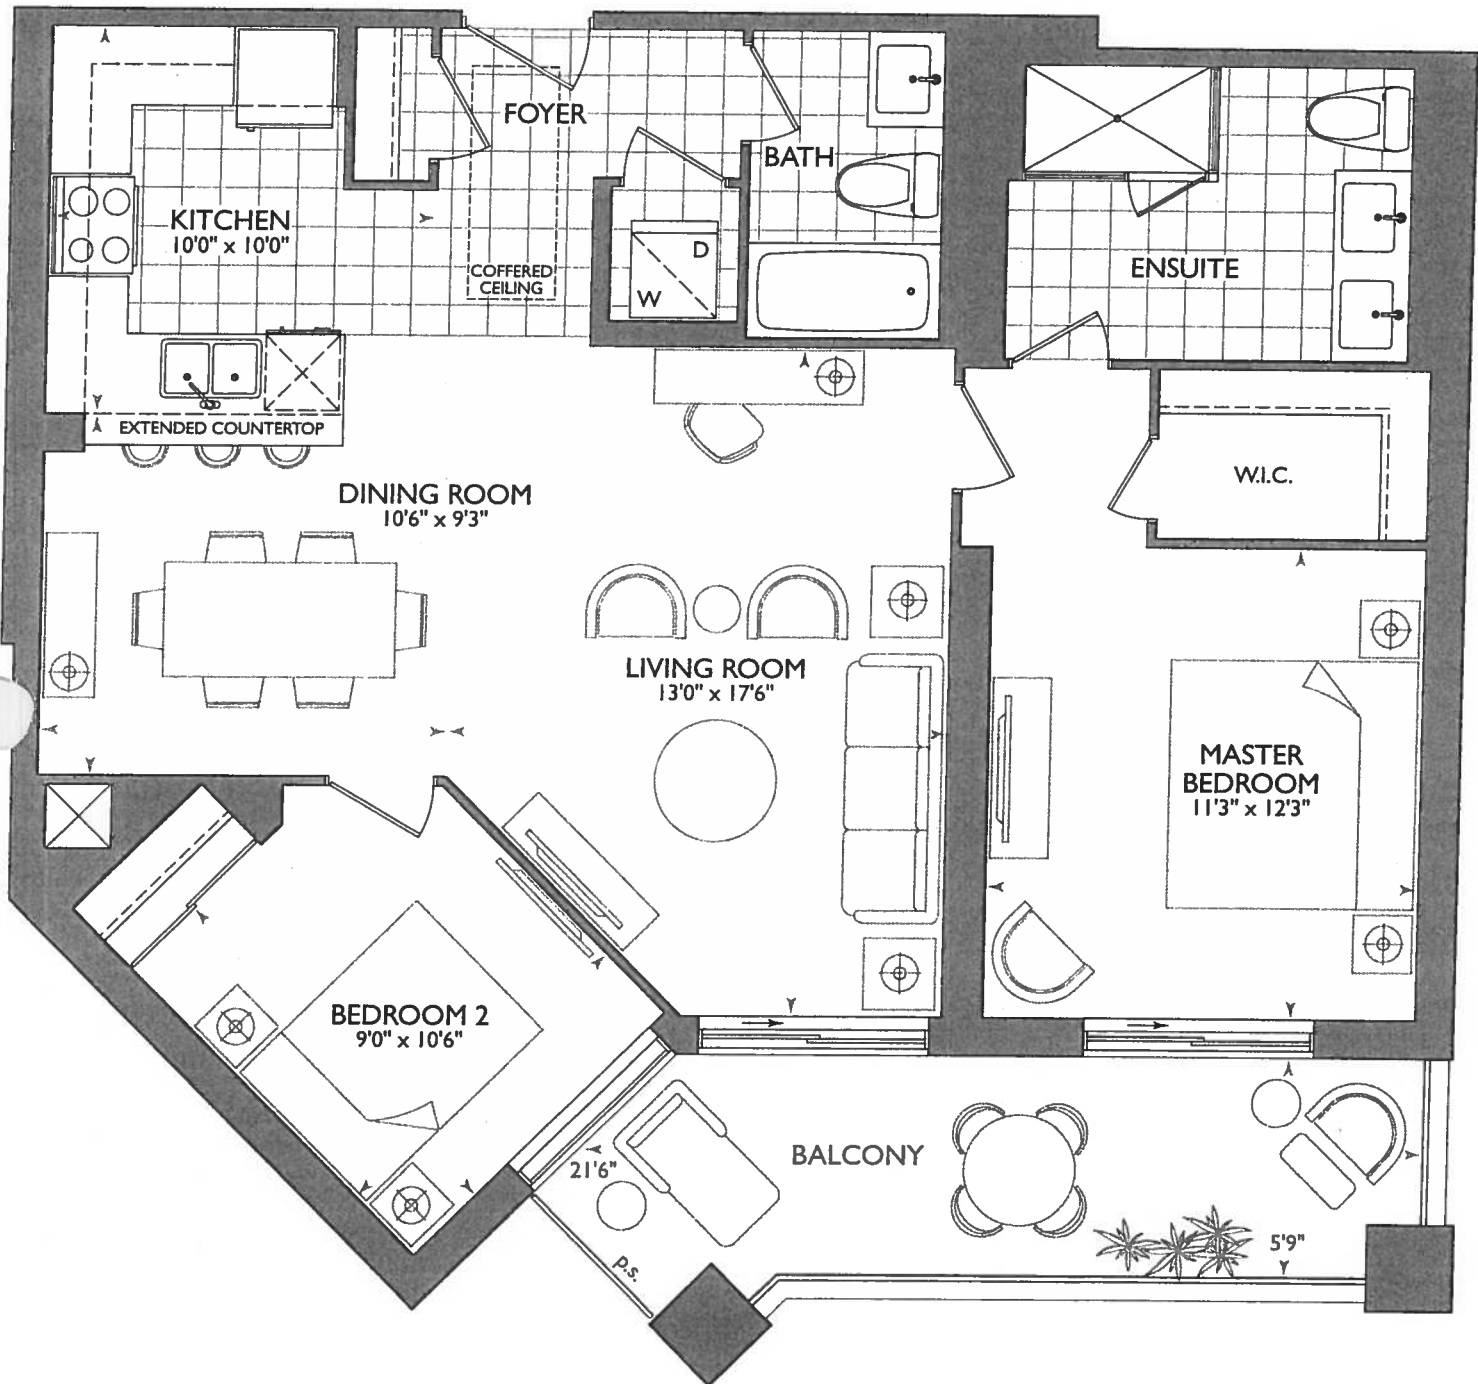 FOYER
BATH
KITCHEN
10'0" x 10'0"
COFFERED
CEILING
D
W
ENSUITE
EXTENDED COUNTERTOP
W.I.C.
DINING ROOM
10'6" x 9'3"
LIVING ROOM
13'0" x 17'6"
MASTER
BEDROOM
11'3" x 12'3"
BEDROOM 2
9'0" x 10'6"
BALCONY
21'6"
5'9"
p.s.